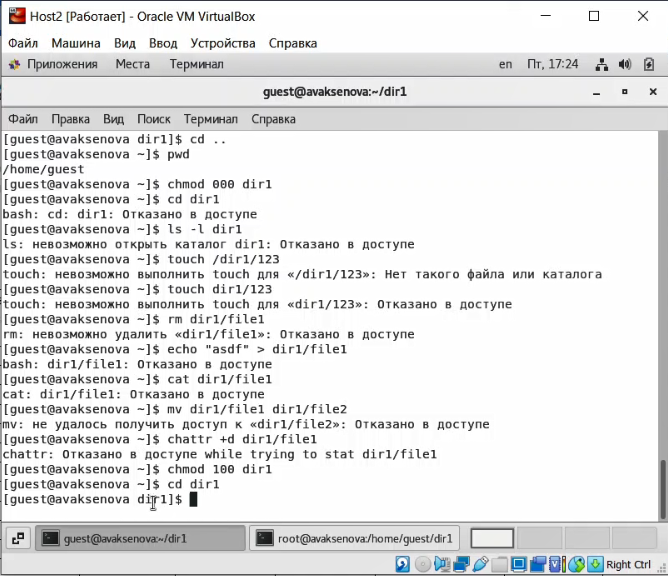 Host2 [Работает] - Oracle VM VirtualBox
Файл Машина Вид Ввод Устройства Справка
Приложения Места Терминал en Пт, 17:24
guest@avaksenova:~/dir1
Файл Правка Вид Поиск Терминал Справка
[guest@avaksenova dir1]$ cd ..
[guest@avaksenova ~]$ pwd
/home/guest
[guest@avaksenova ~]$ chmod 000 dir1
[guest@avaksenova ~]$ cd dir1
bash: cd: dir1: Отказано в доступе
[guest@avaksenova ~]$ ls -l dir1
ls: невозможно открыть каталог dir1: Отказано в доступе
[guest@avaksenova ~]$ touch /dir1/123
touch: невозможно выполнить touch для «/dir1/123»: Нет такого файла или каталога
[guest@avaksenova ~]$ touch dir1/123
touch: невозможно выполнить touch для «dir1/123»: Отказано в доступе
[guest@avaksenova ~]$ rm dir1/file1
rm: невозможно удалить «dir1/file1»: Отказано в доступе
[guest@avaksenova ~]$ echo "asdf" > dir1/file1
bash: dir1/file1: Отказано в доступе
[guest@avaksenova ~]$ cat dir1/file1
cat: dir1/file1: Отказано в доступе
[guest@avaksenova ~]$ mv dir1/file1 dir1/file2
mv: не удалось получить доступ к «dir1/file2»: Отказано в доступе
[guest@avaksenova ~]$ chattr +d dir1/file1
chattr: Отказано в доступе while trying to stat dir1/file1
[guest@avaksenova ~]$ chmod 100 dir1
[guest@avaksenova ~]$ cd dir1
[guest@avaksenova dir1]$
guest@avaksenova:~/dir1 root@avaksenova:/home/guest/dir1
Right Ctrl